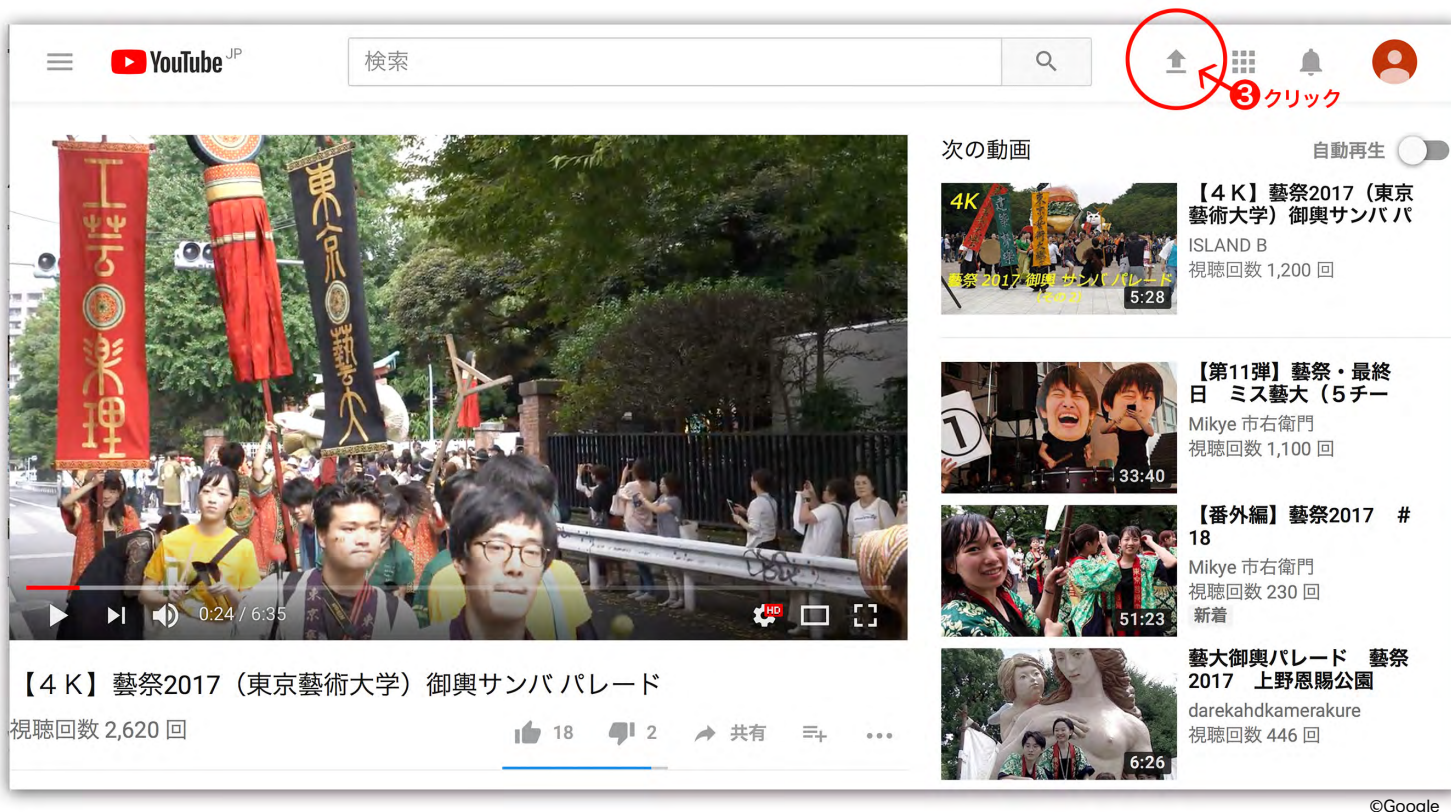 YouTube JP
検索
❸クリック
工芸楽理
東京藝大
0:24 / 6:35
HD
【４Ｋ】藝祭2017（東京藝術大学）御輿サンバ パレード
視聴回数 2,620 回
18
2
共有
次の動画
自動再生
4K
藝祭 2017 御輿 サンバ パレード
（その２）
5:28
【４Ｋ】藝祭2017（東京
藝術大学）御輿サンバ パ
ISLAND B
視聴回数 1,200 回
①
33:40
【第11弾】藝祭・最終
日　ミス藝大（５チー
Mikye 市右衛門
視聴回数 1,100 回
51:23
【番外編】藝祭2017　#
18
Mikye 市右衛門
視聴回数 230 回
新着
6:26
藝大御輿パレード　藝祭
2017　上野恩賜公園
darekahdkamerakure
視聴回数 446 回
©Google